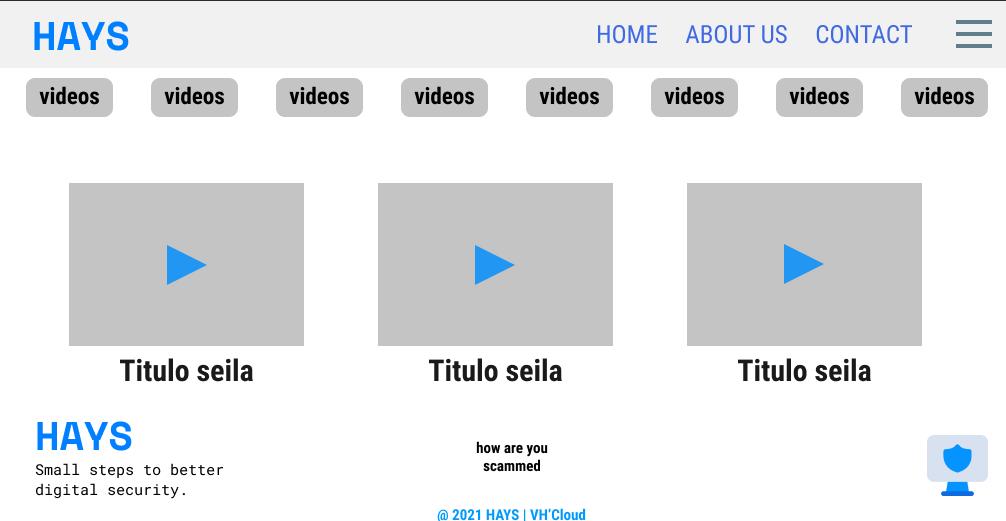 HAYS HOME ABOUT US CONTACT
videos videos videos videos videos videos videos videos
Titulo seila Titulo seila Titulo seila
HAYS
Small steps to better
digital security.
how are you
scammed
@ 2021 HAYS | VH'Cloud